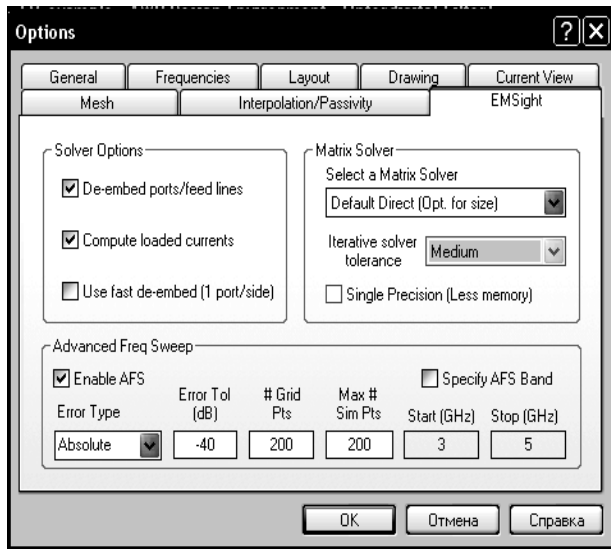 Options
General Frequencies Layout Drawing Current View
Mesh Interpolation/Passivity EMSight
Solver Options
De-embed ports/feed lines
Compute loaded currents
Use fast de-embed (1 port/side)
Matrix Solver
Select a Matrix Solver
Default Direct (Opt. for size)
Iterative solver
tolerance
Medium
Single Precision (Less memory)
Advanced Freq Sweep
Enable AFS
Specify AFS Band
Error Type
Error Tol
(dB)
# Grid
Pts
Max #
Sim Pts
Start (GHz) Stop (GHz)
Absolute -40 200 200 3 5
OK Отмена Справка